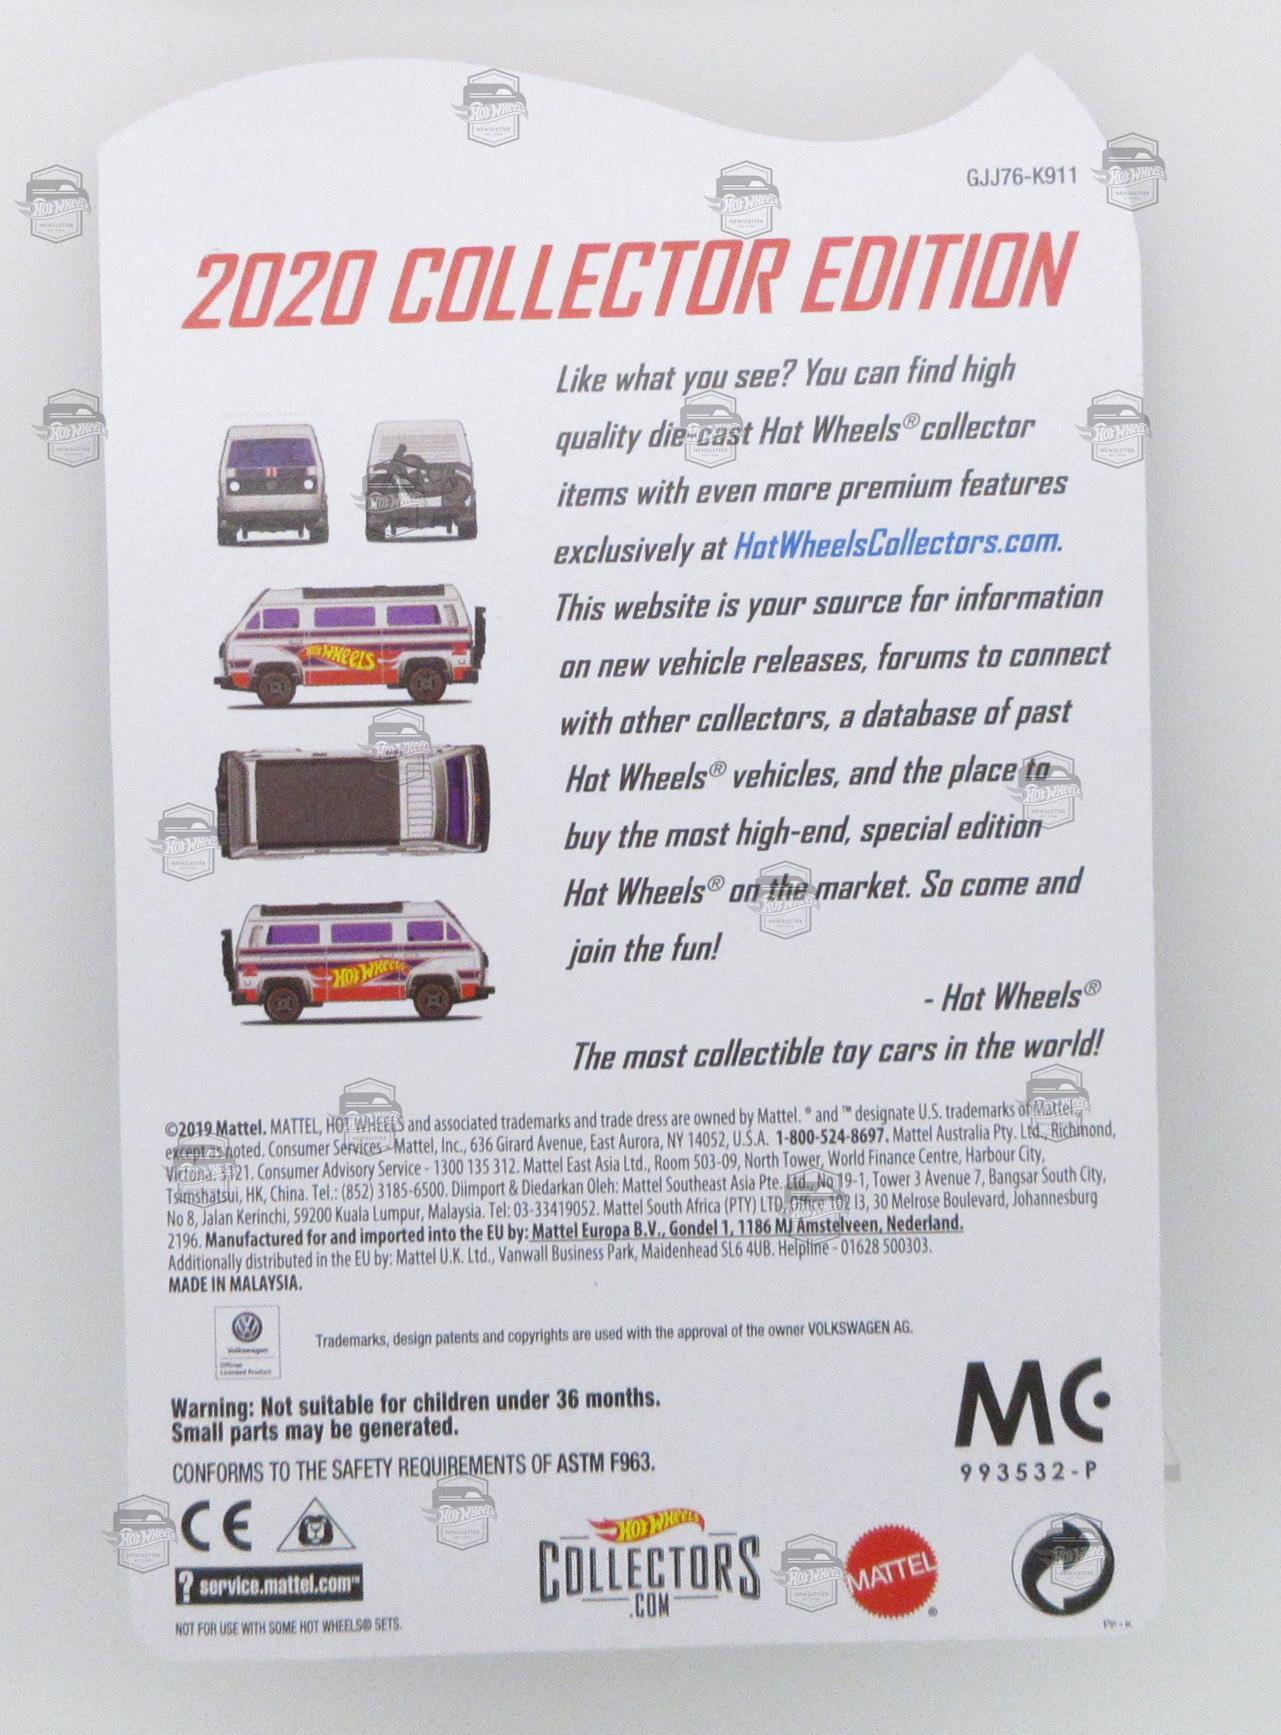 GJJ76-K911
2020 COLLECTOR EDITION
Like what you see? You can find high
quality die-cast Hot Wheels® collector
items with even more premium features
exclusively at HotWheelsCollectors.com.
This website is your source for information
on new vehicle releases, forums to connect
with other collectors, a database of past
Hot Wheels® vehicles, and the place to
buy the most high-end, special edition
Hot Wheels® on the market. So come and
join the fun!
- Hot Wheels®
The most collectible toy cars in the world!
HOT WHEELS
HOT WHEELS
©2019 Mattel. MATTEL, HOT WHEELS and associated trademarks and trade dress are owned by Mattel. ® and ™ designate U.S. trademarks of Mattel,
except as noted. Consumer Services - Mattel, Inc., 636 Girard Avenue, East Aurora, NY 14052, U.S.A. 1-800-524-8697. Mattel Australia Pty. Ltd., Richmond,
Victoria. 3121. Consumer Advisory Service - 1300 135 312. Mattel East Asia Ltd., Room 503-09, North Tower, World Finance Centre, Harbour City,
Tsimshatsui, HK, China. Tel.: (852) 3185-6500. Diimport & Diedarkan Oleh: Mattel Southeast Asia Pte. Ltd., No 19-1, Tower 3 Avenue 7, Bangsar South City,
No 8, Jalan Kerinchi, 59200 Kuala Lumpur, Malaysia. Tel: 03-33419052. Mattel South Africa (PTY) LTD, Office 102 I3, 30 Melrose Boulevard, Johannesburg
2196. Manufactured for and imported into the EU by: Mattel Europa B.V., Gondel 1, 1186 MJ Amstelveen, Nederland.
Additionally distributed in the EU by: Mattel U.K. Ltd., Vanwall Business Park, Maidenhead SL6 4UB. Helpline - 01628 500303.
MADE IN MALAYSIA.
Volkswagen
Official
Licensed Product
Trademarks, design patents and copyrights are used with the approval of the owner VOLKSWAGEN AG.
Warning: Not suitable for children under 36 months.
Small parts may be generated.
CONFORMS TO THE SAFETY REQUIREMENTS OF ASTM F963.
MC
993532-P
CE
? service.mattel.com™
NOT FOR USE WITH SOME HOT WHEELS® SETS.
HOT WHEELS
COLLECTORS
.COM
MATTEL
®
PP-K
HOT WHEELS
NEWSLETTER